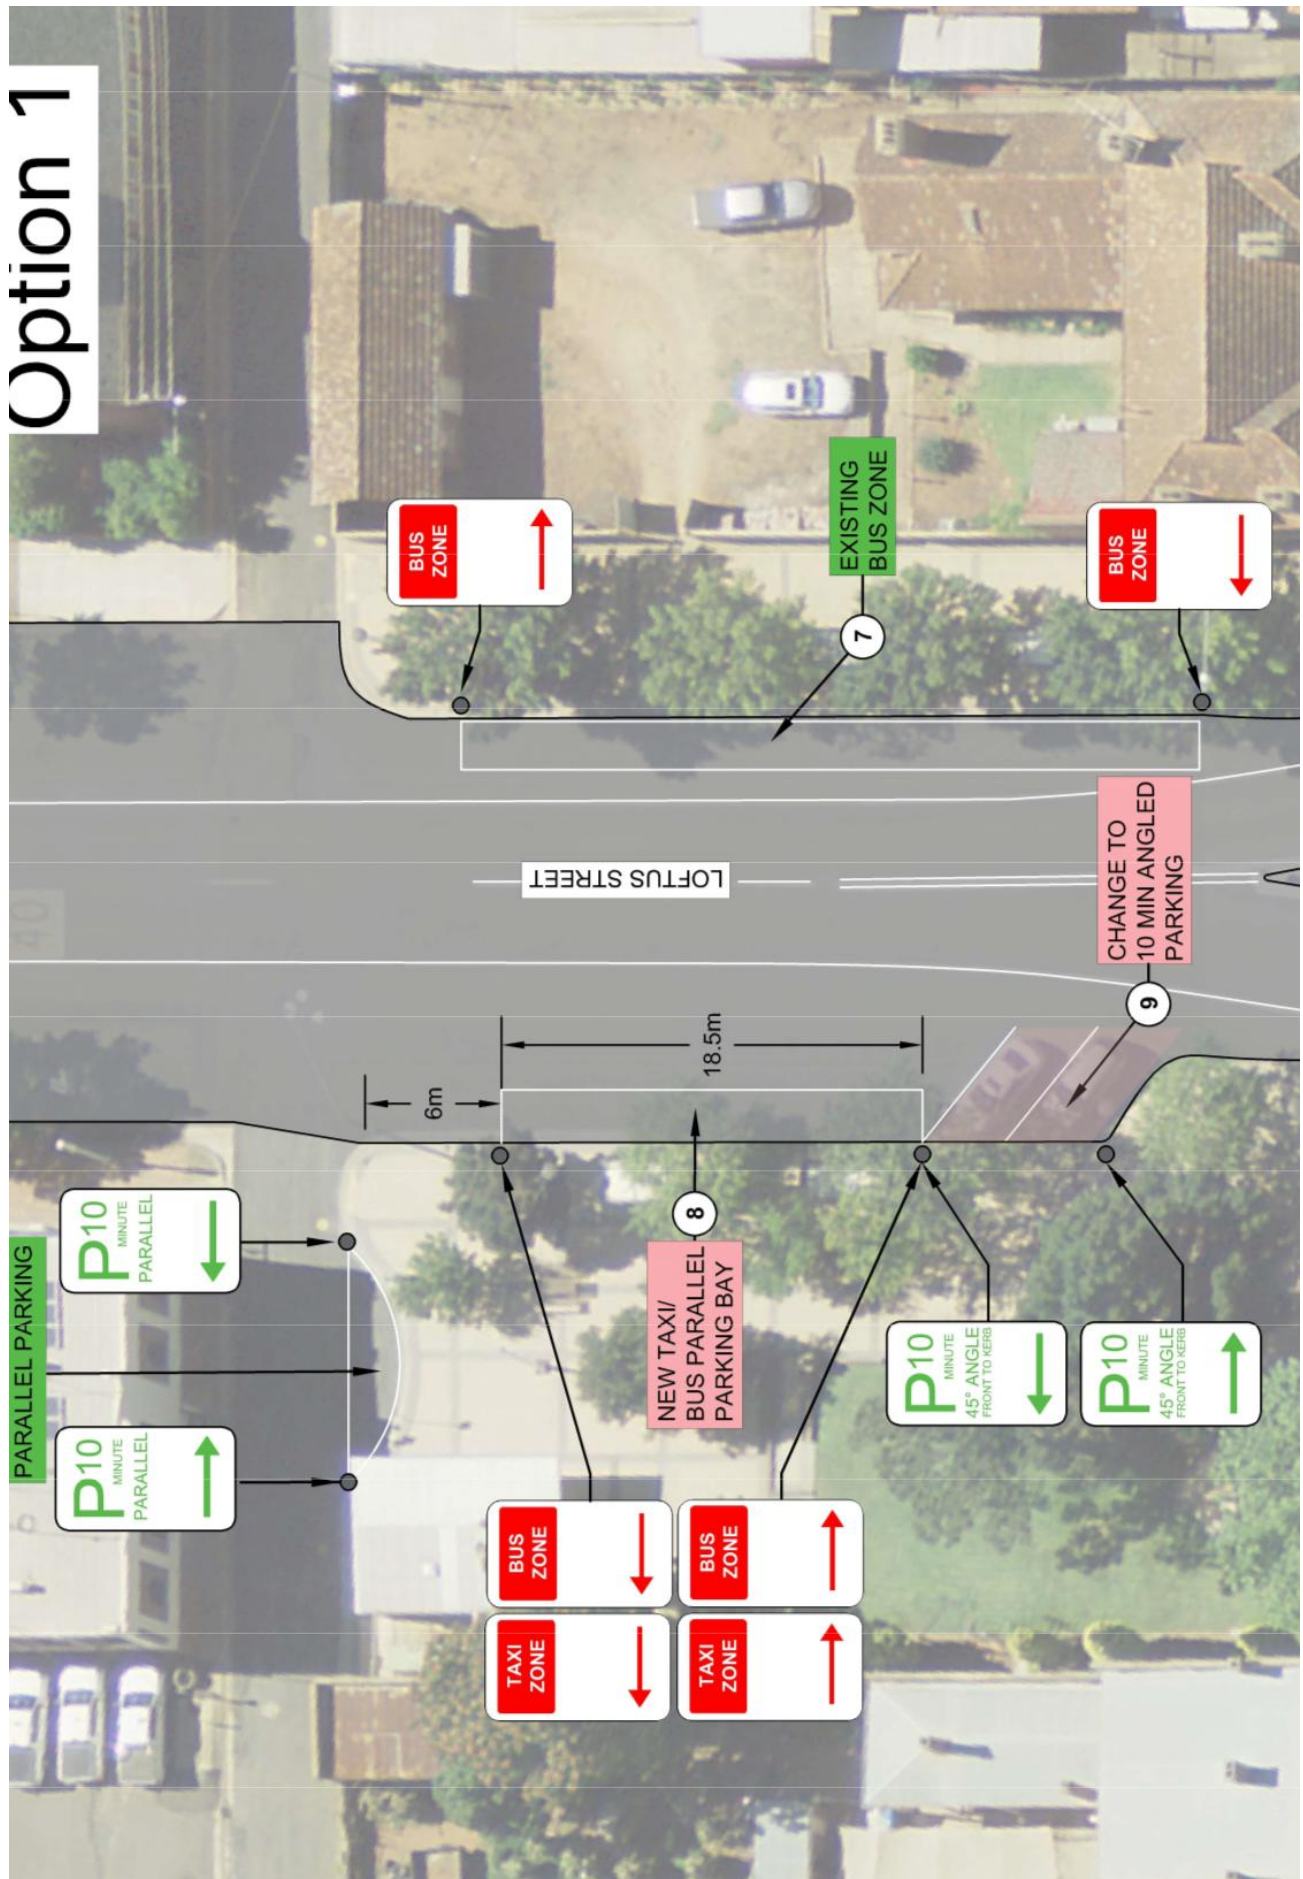 Option 1
BUS
ZONE
EXISTING
BUS ZONE
7
BUS
ZONE
LOFTUS STREET
CHANGE TO
10 MIN ANGLED
PARKING
9
40
18.5m
6m
PARALLEL PARKING
P10
MINUTE
PARALLEL
P10
MINUTE
PARALLEL
8
NEW TAXI/
BUS PARALLEL
PARKING BAY
P10
MINUTE
45° ANGLE
FRONT TO KERB
P10
MINUTE
45° ANGLE
FRONT TO KERB
BUS
ZONE
BUS
ZONE
TAXI
ZONE
TAXI
ZONE